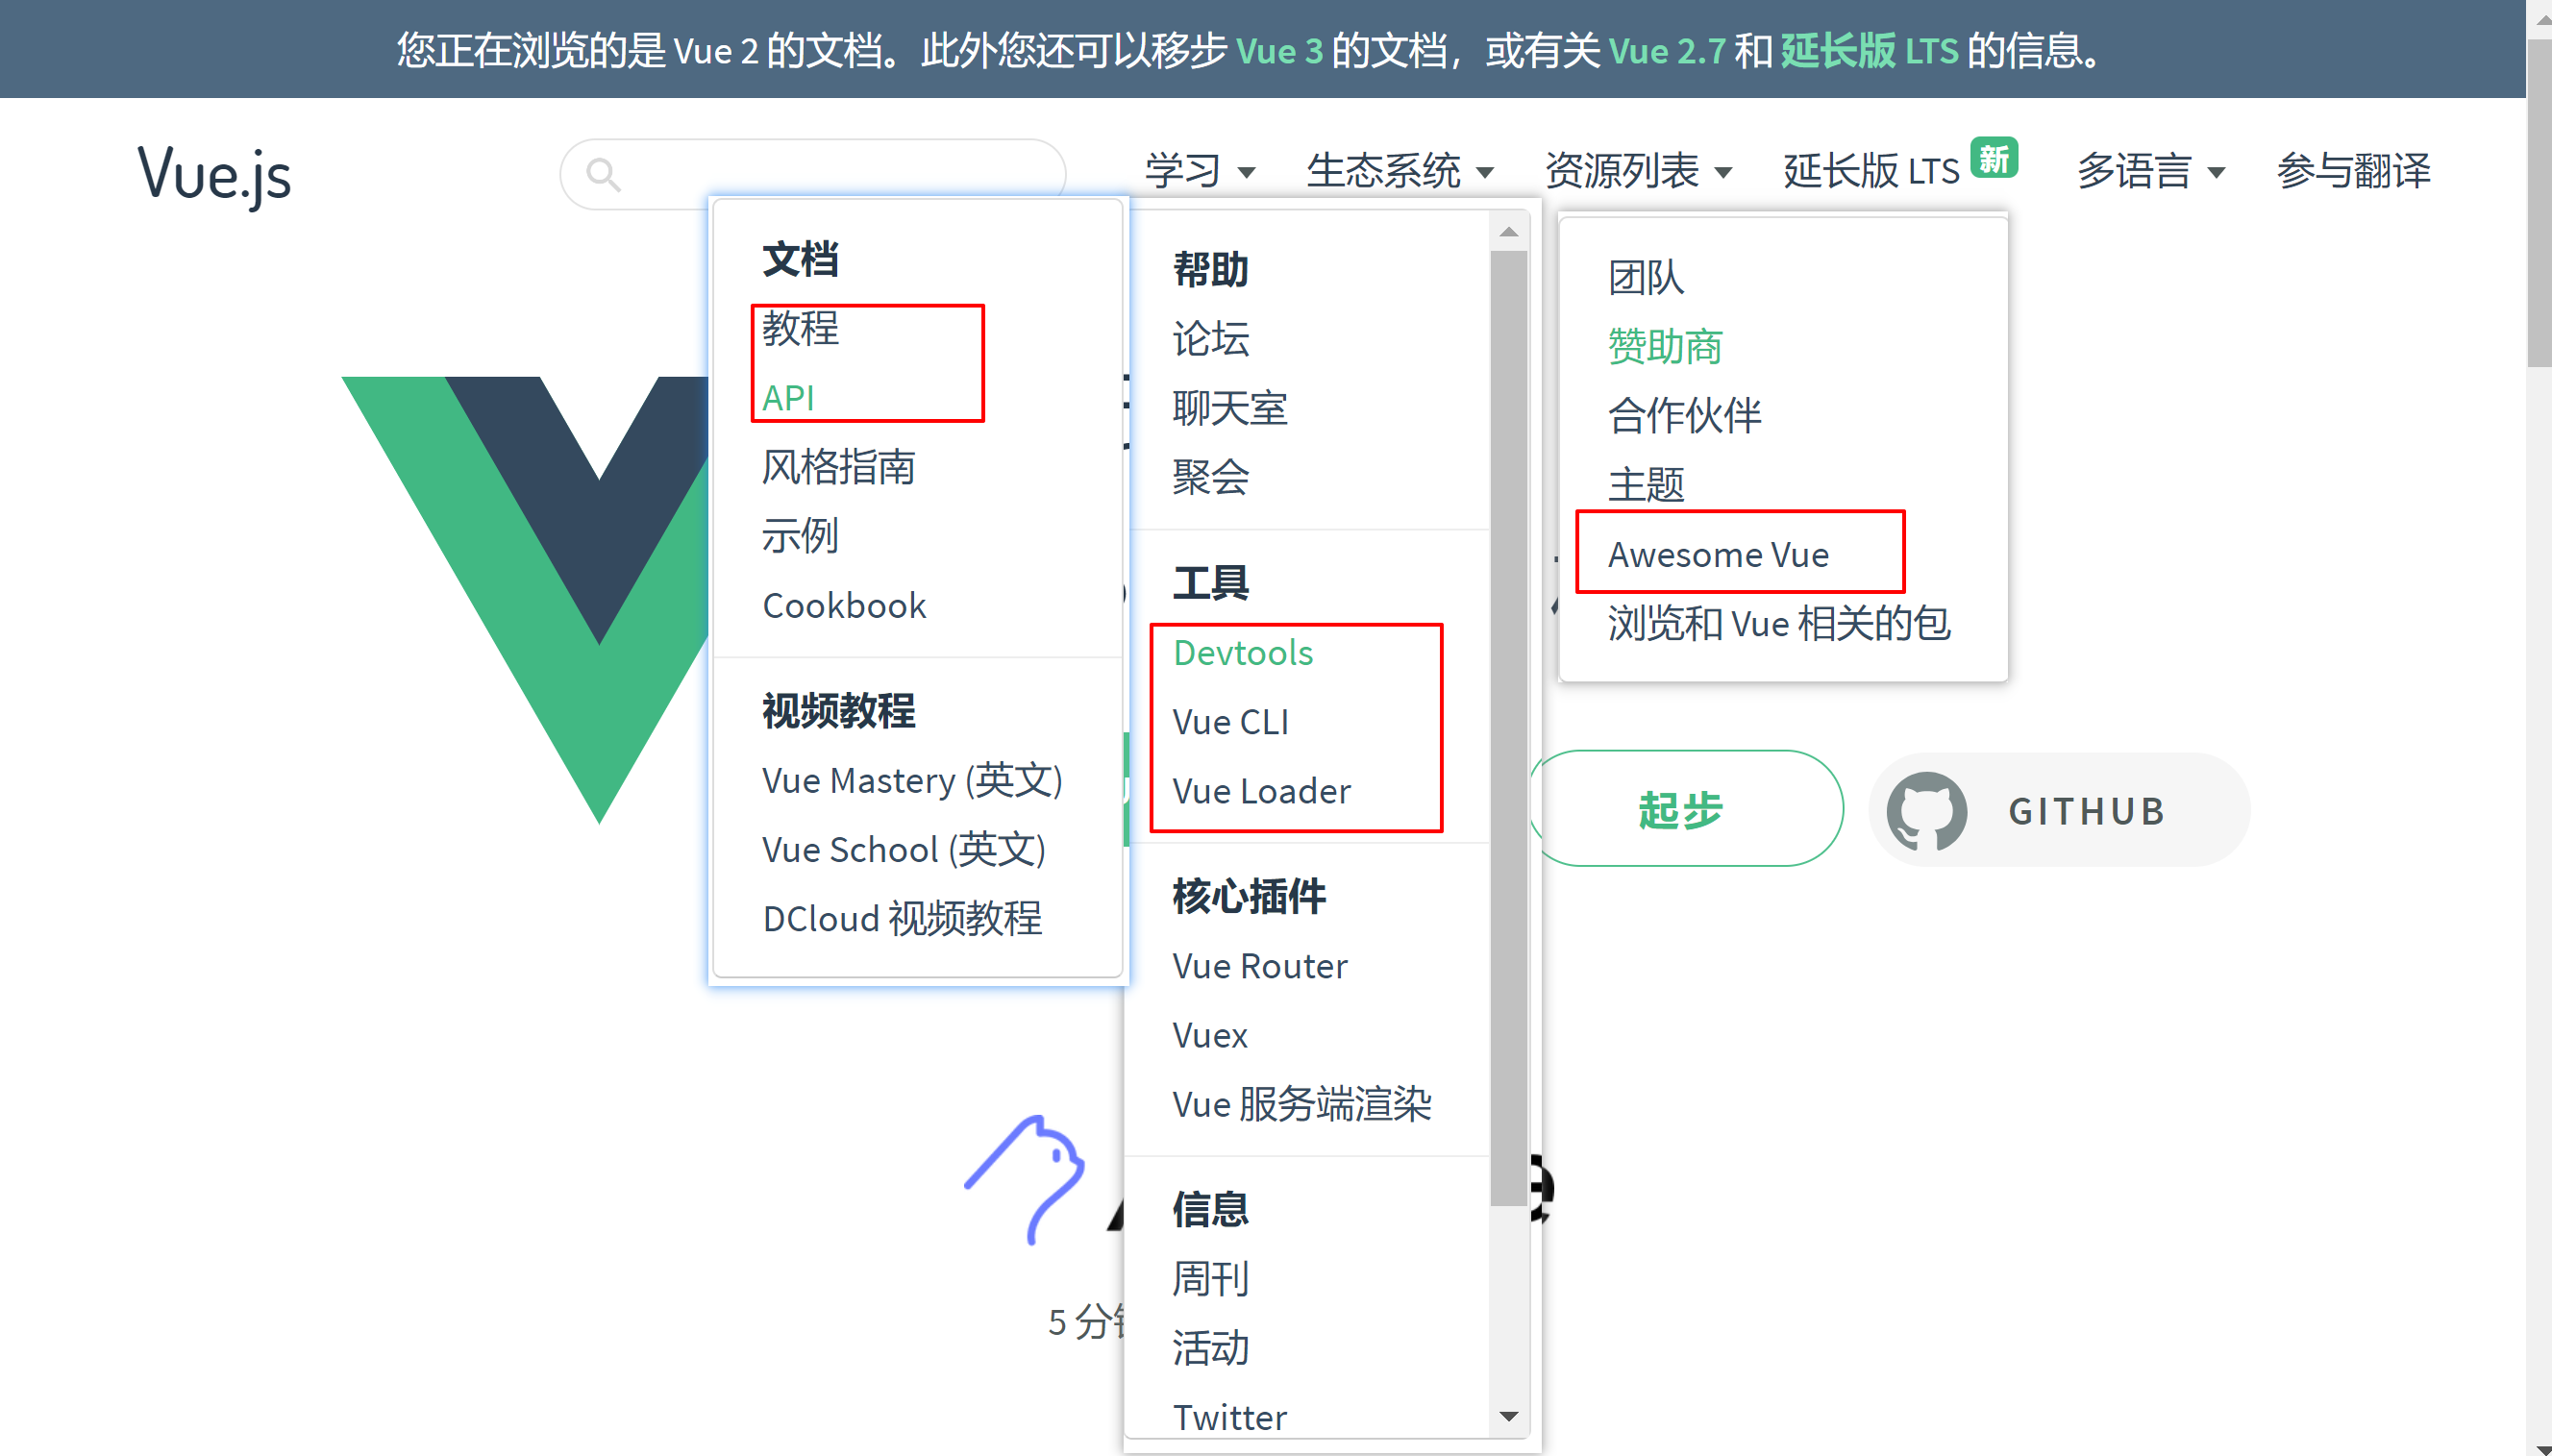 您正在浏览的是 Vue 2 的文档。此外您还可以移步 Vue 3 的文档，或有关 Vue 2.7 和 延长版 LTS 的信息。
Vue.js
学习
生态系统
资源列表
延长版 LTS 新
多语言
参与翻译
文档
教程
API
风格指南
示例
Cookbook
视频教程
Vue Mastery (英文)
Vue School (英文)
DCloud 视频教程
帮助
论坛
聊天室
聚会
工具
Devtools
Vue CLI
Vue Loader
核心插件
Vue Router
Vuex
Vue 服务端渲染
信息
周刊
活动
Twitter
团队
赞助商
合作伙伴
主题
Awesome Vue
浏览和 Vue 相关的包
起步
GITHUB
5 分